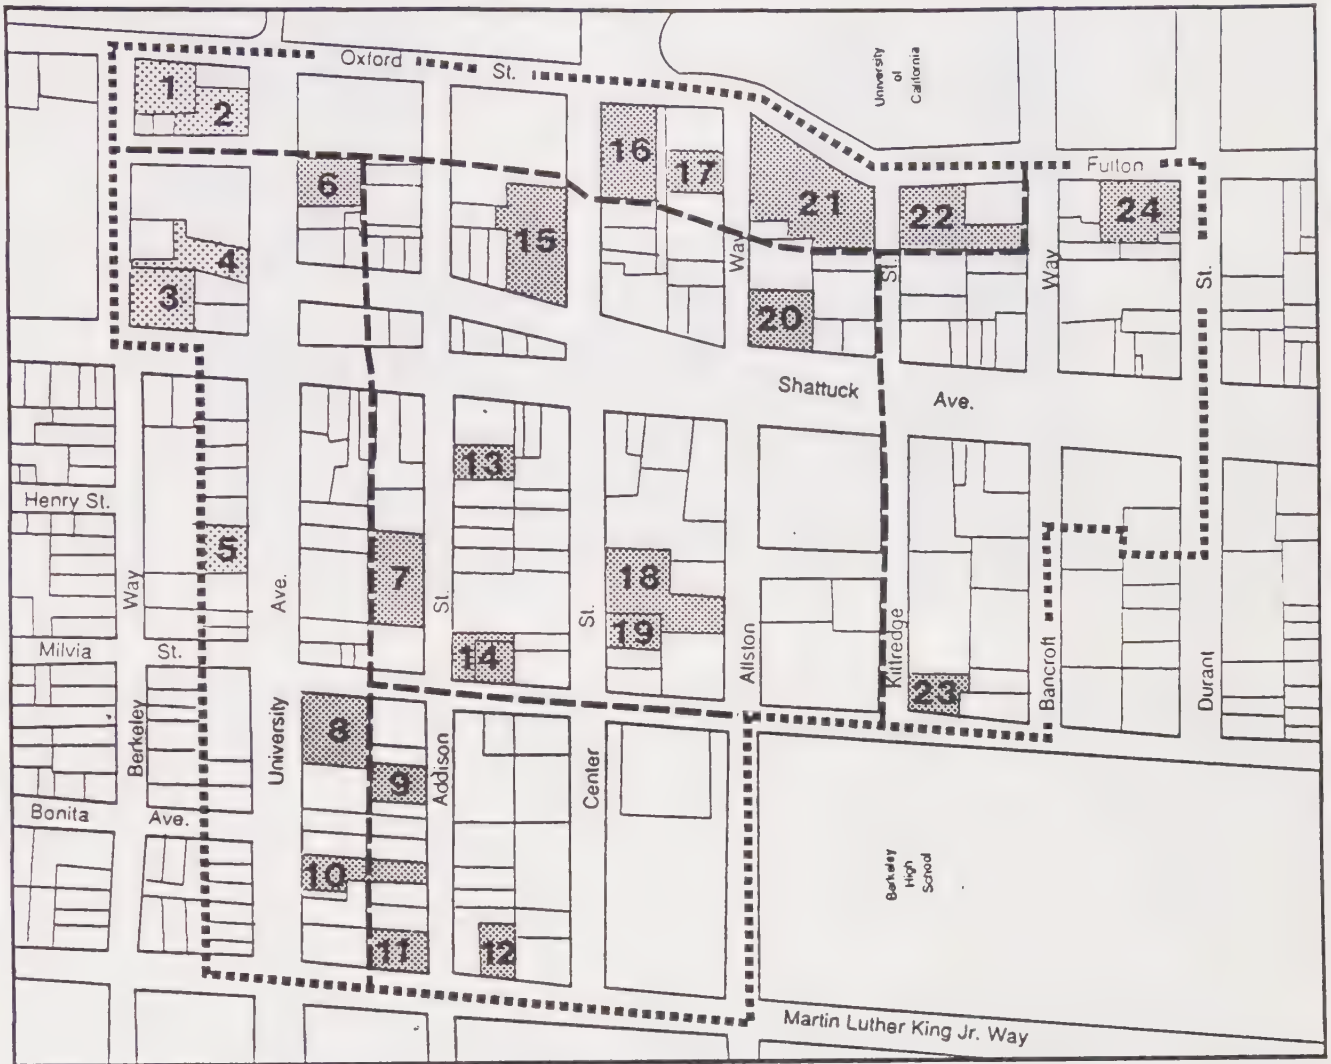 University
of
California
Oxford
St.
1
2
16
17
6
Fulton
21
22
24
15
4
Way
St.
Way
St.
3
20
Shattuck
Ave.
13
Henry St.
5
7
18
Way
Ave.
St.
St.
19
Milvia
St.
14
Allston
Kittredge
23
Bancroft
Durant
Berkeley
University
8
Addison
9
Center
Bonita
Ave.
10
Berkeley
High
School
11
12
Martin Luther King Jr. Way